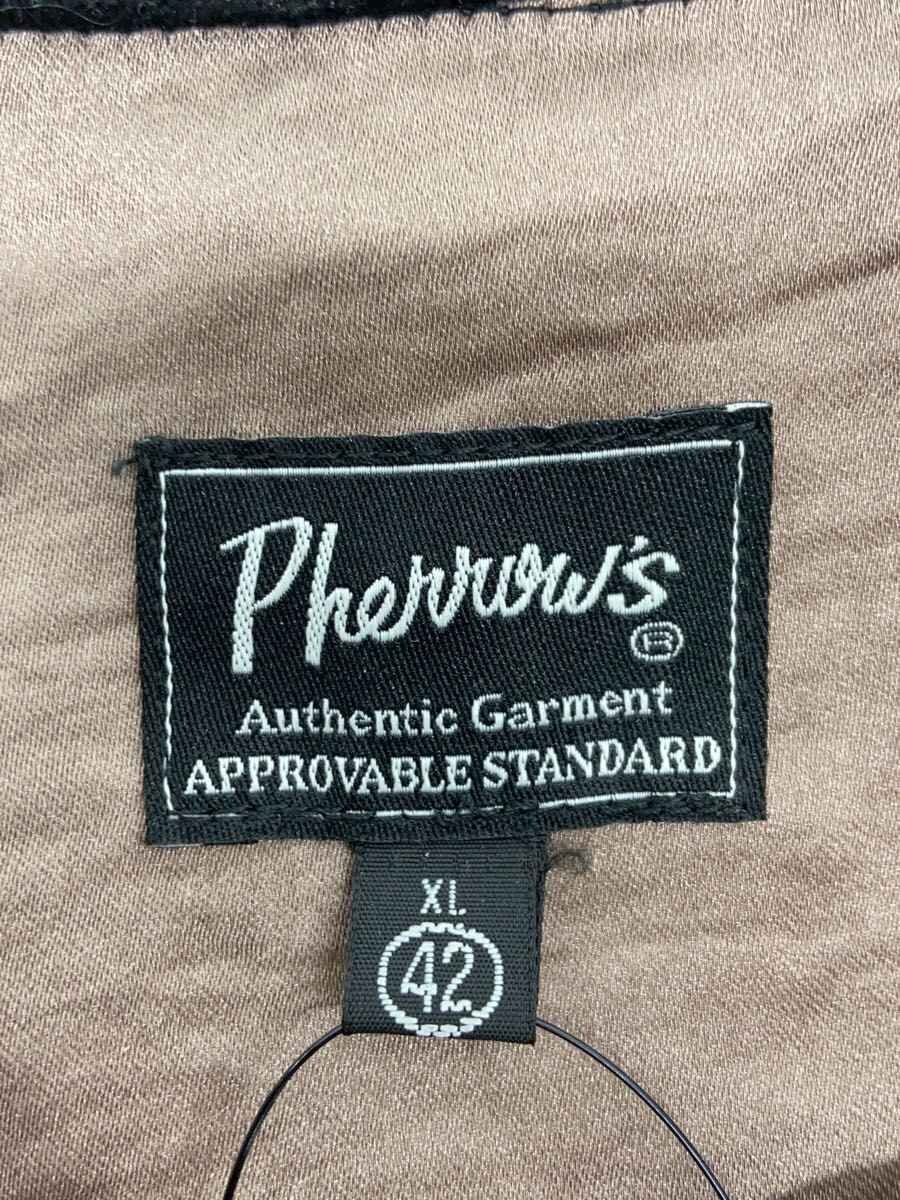 Pherrow's
®
Authentic Garment
APPROVABLE STANDARD
XL
42